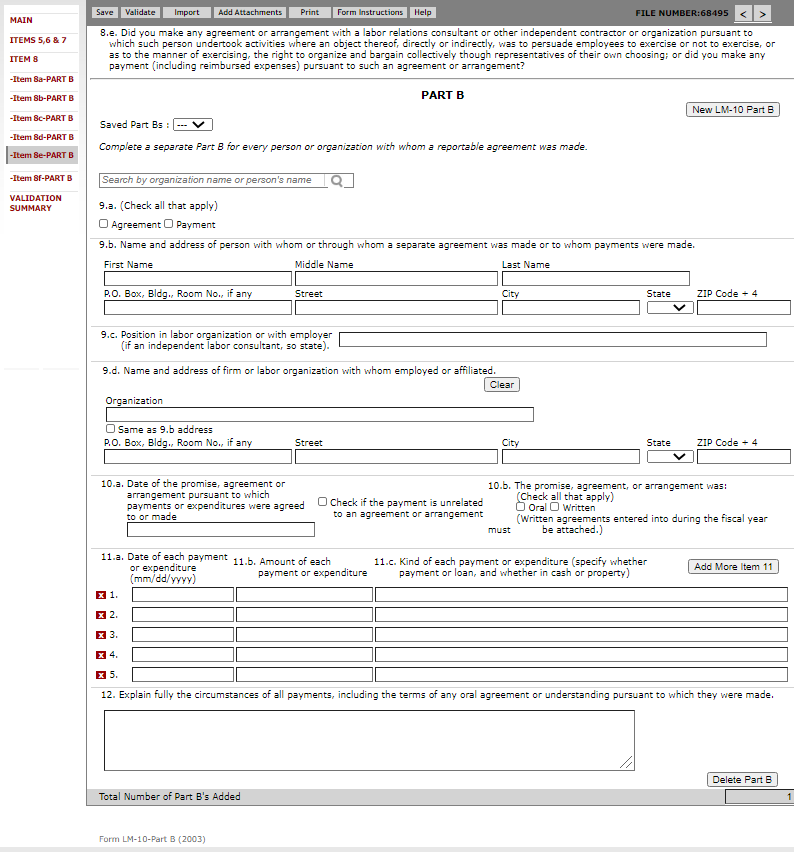 Save Validate Import Add Attachments Print Form Instructions Help FILE NUMBER:68495 < >
MAIN
ITEMS 5,6 & 7
ITEM 8
-Item 8a-PART B
-Item 8b-PART B
-Item 8c-PART B
-Item 8d-PART B
-Item 8e-PART B
-Item 8f-PART B
VALIDATION
SUMMARY
8.e. Did you make any agreement or arrangement with a labor relations consultant or other independent contractor or organization pursuant to
which such person undertook activities where an object thereof, directly or indirectly, was to persuade employees to exercise or not to exercise, or
as to the manner of exercising, the right to organize and bargain collectively though representatives of their own choosing; or did you make any
payment (including reimbursed expenses) pursuant to such an agreement or arrangement?
PART B
New LM-10 Part B
Saved Part Bs : ---
Complete a separate Part B for every person or organization with whom a reportable agreement was made.
Search by organization name or person's name
9.a. (Check all that apply)
Agreement Payment
9.b. Name and address of person with whom or through whom a separate agreement was made or to whom payments were made.
First Name Middle Name Last Name
P.O. Box, Bldg., Room No., if any Street City State ZIP Code + 4
9.c. Position in labor organization or with employer
(if an independent labor consultant, so state).
9.d. Name and address of firm or labor organization with whom employed or affiliated.
Clear
Organization
Same as 9.b address
P.O. Box, Bldg., Room No., if any Street City State ZIP Code + 4
10.a. Date of the promise, agreement or
arrangement pursuant to which
payments or expenditures were agreed
to or made
Check if the payment is unrelated
to an agreement or arrangement
10.b. The promise, agreement, or arrangement was:
(Check all that apply)
Oral Written
(Written agreements entered into during the fiscal year
must be attached.)
11.a. Date of each payment
or expenditure
(mm/dd/yyyy)
11.b. Amount of each
payment or expenditure
11.c. Kind of each payment or expenditure (specify whether
payment or loan, and whether in cash or property)
Add More Item 11
x 1.
x 2.
x 3.
x 4.
x 5.
12. Explain fully the circumstances of all payments, including the terms of any oral agreement or understanding pursuant to which they were made.
Delete Part B
Total Number of Part B's Added 1
Form LM-10-Part B (2003)